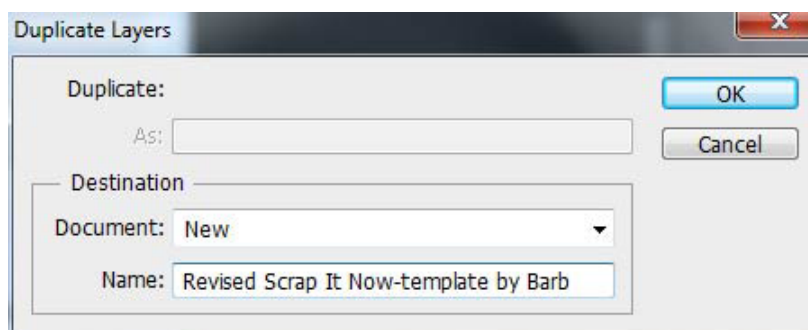 Duplicate Layers
Duplicate:
OK
As:
Cancel
Destination
Document: New
Name: Revised Scrap It Now-template by Barb